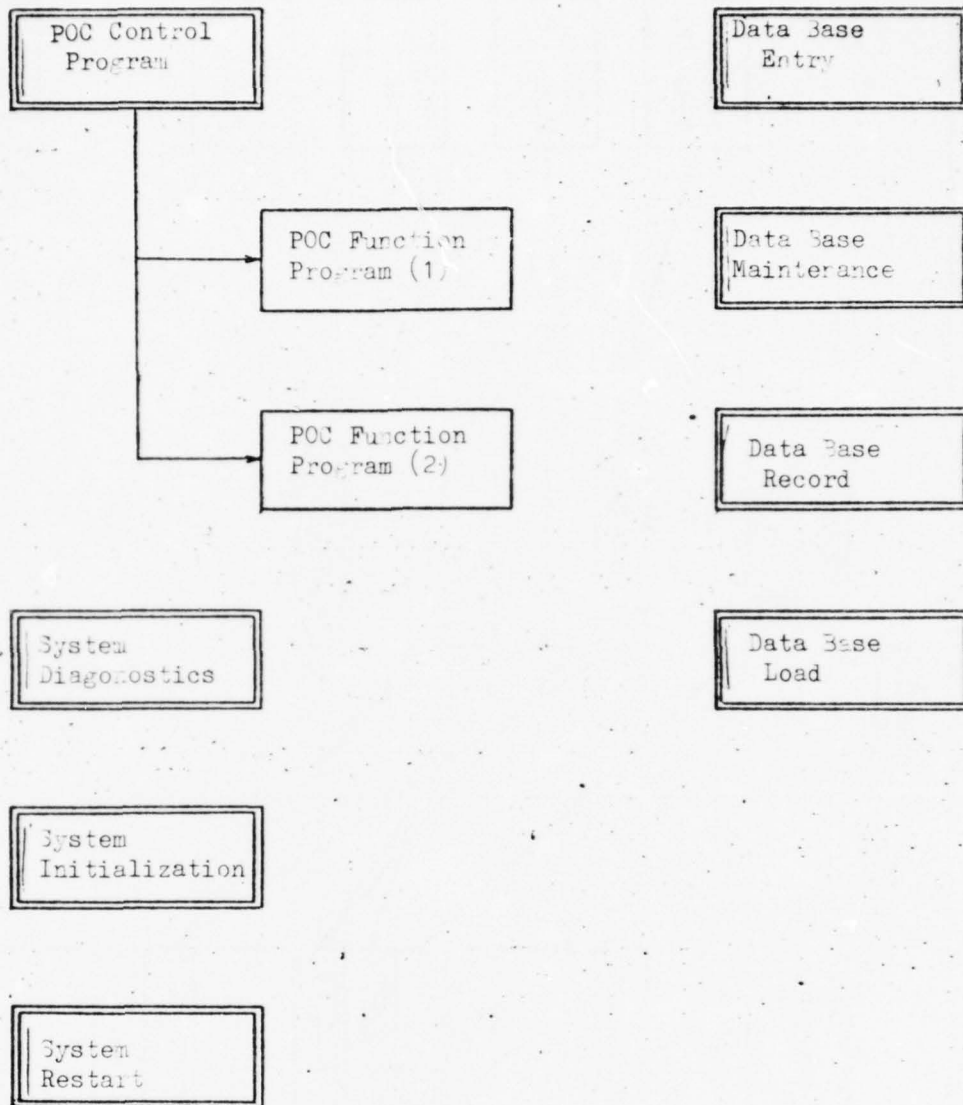 POC Control
Program
Data Base
Entry
POC Function
Program (1)
Data Base
Maintenance
POC Function
Program (2)
Data Base
Record
System
Diagonostics
Data Base
Load
System
Initialization
System
Restart